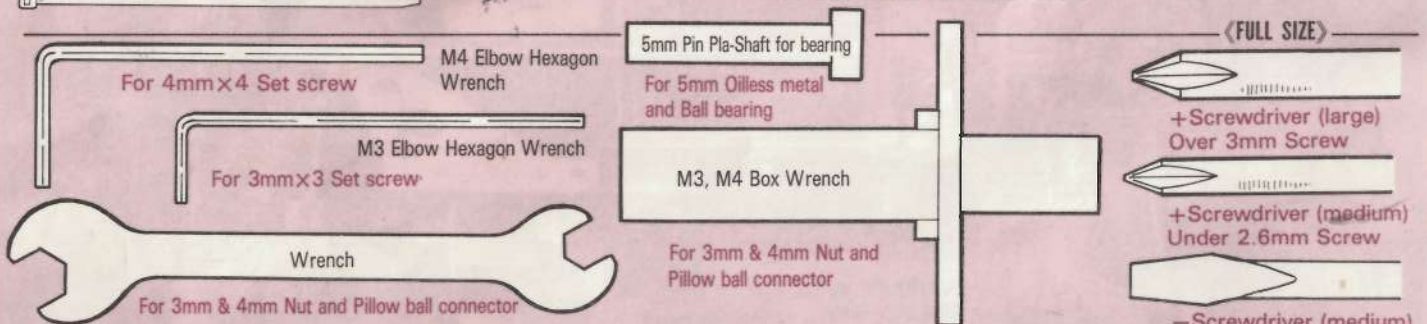 《FULL SIZE》
M4 Elbow Hexagon
Wrench
For 4mm×4 Set screw
M3 Elbow Hexagon Wrench
For 3mm×3 Set screw
Wrench
For 3mm & 4mm Nut and Pillow ball connector
5mm Pin Pla-Shaft for bearing
For 5mm Oilless metal
and Ball bearing
M3, M4 Box Wrench
For 3mm & 4mm Nut and
Pillow ball connector
+Screwdriver (large)
Over 3mm Screw
+Screwdriver (medium)
Under 2.6mm Screw
−Screwdriver (medium)